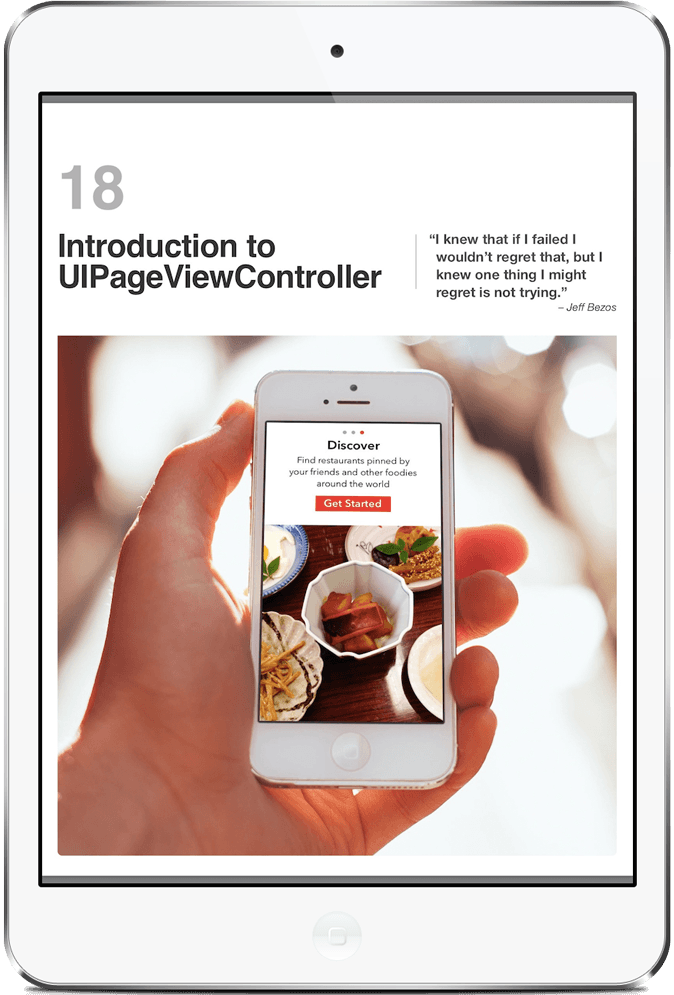 18
Introduction to
UIPageViewController
“I knew that if I failed I
wouldn’t regret that, but I
knew one thing I might
regret is not trying.”
– Jeff Bezos
Discover
Find restaurants pinned by
your friends and other foodies
around the world
Get Started